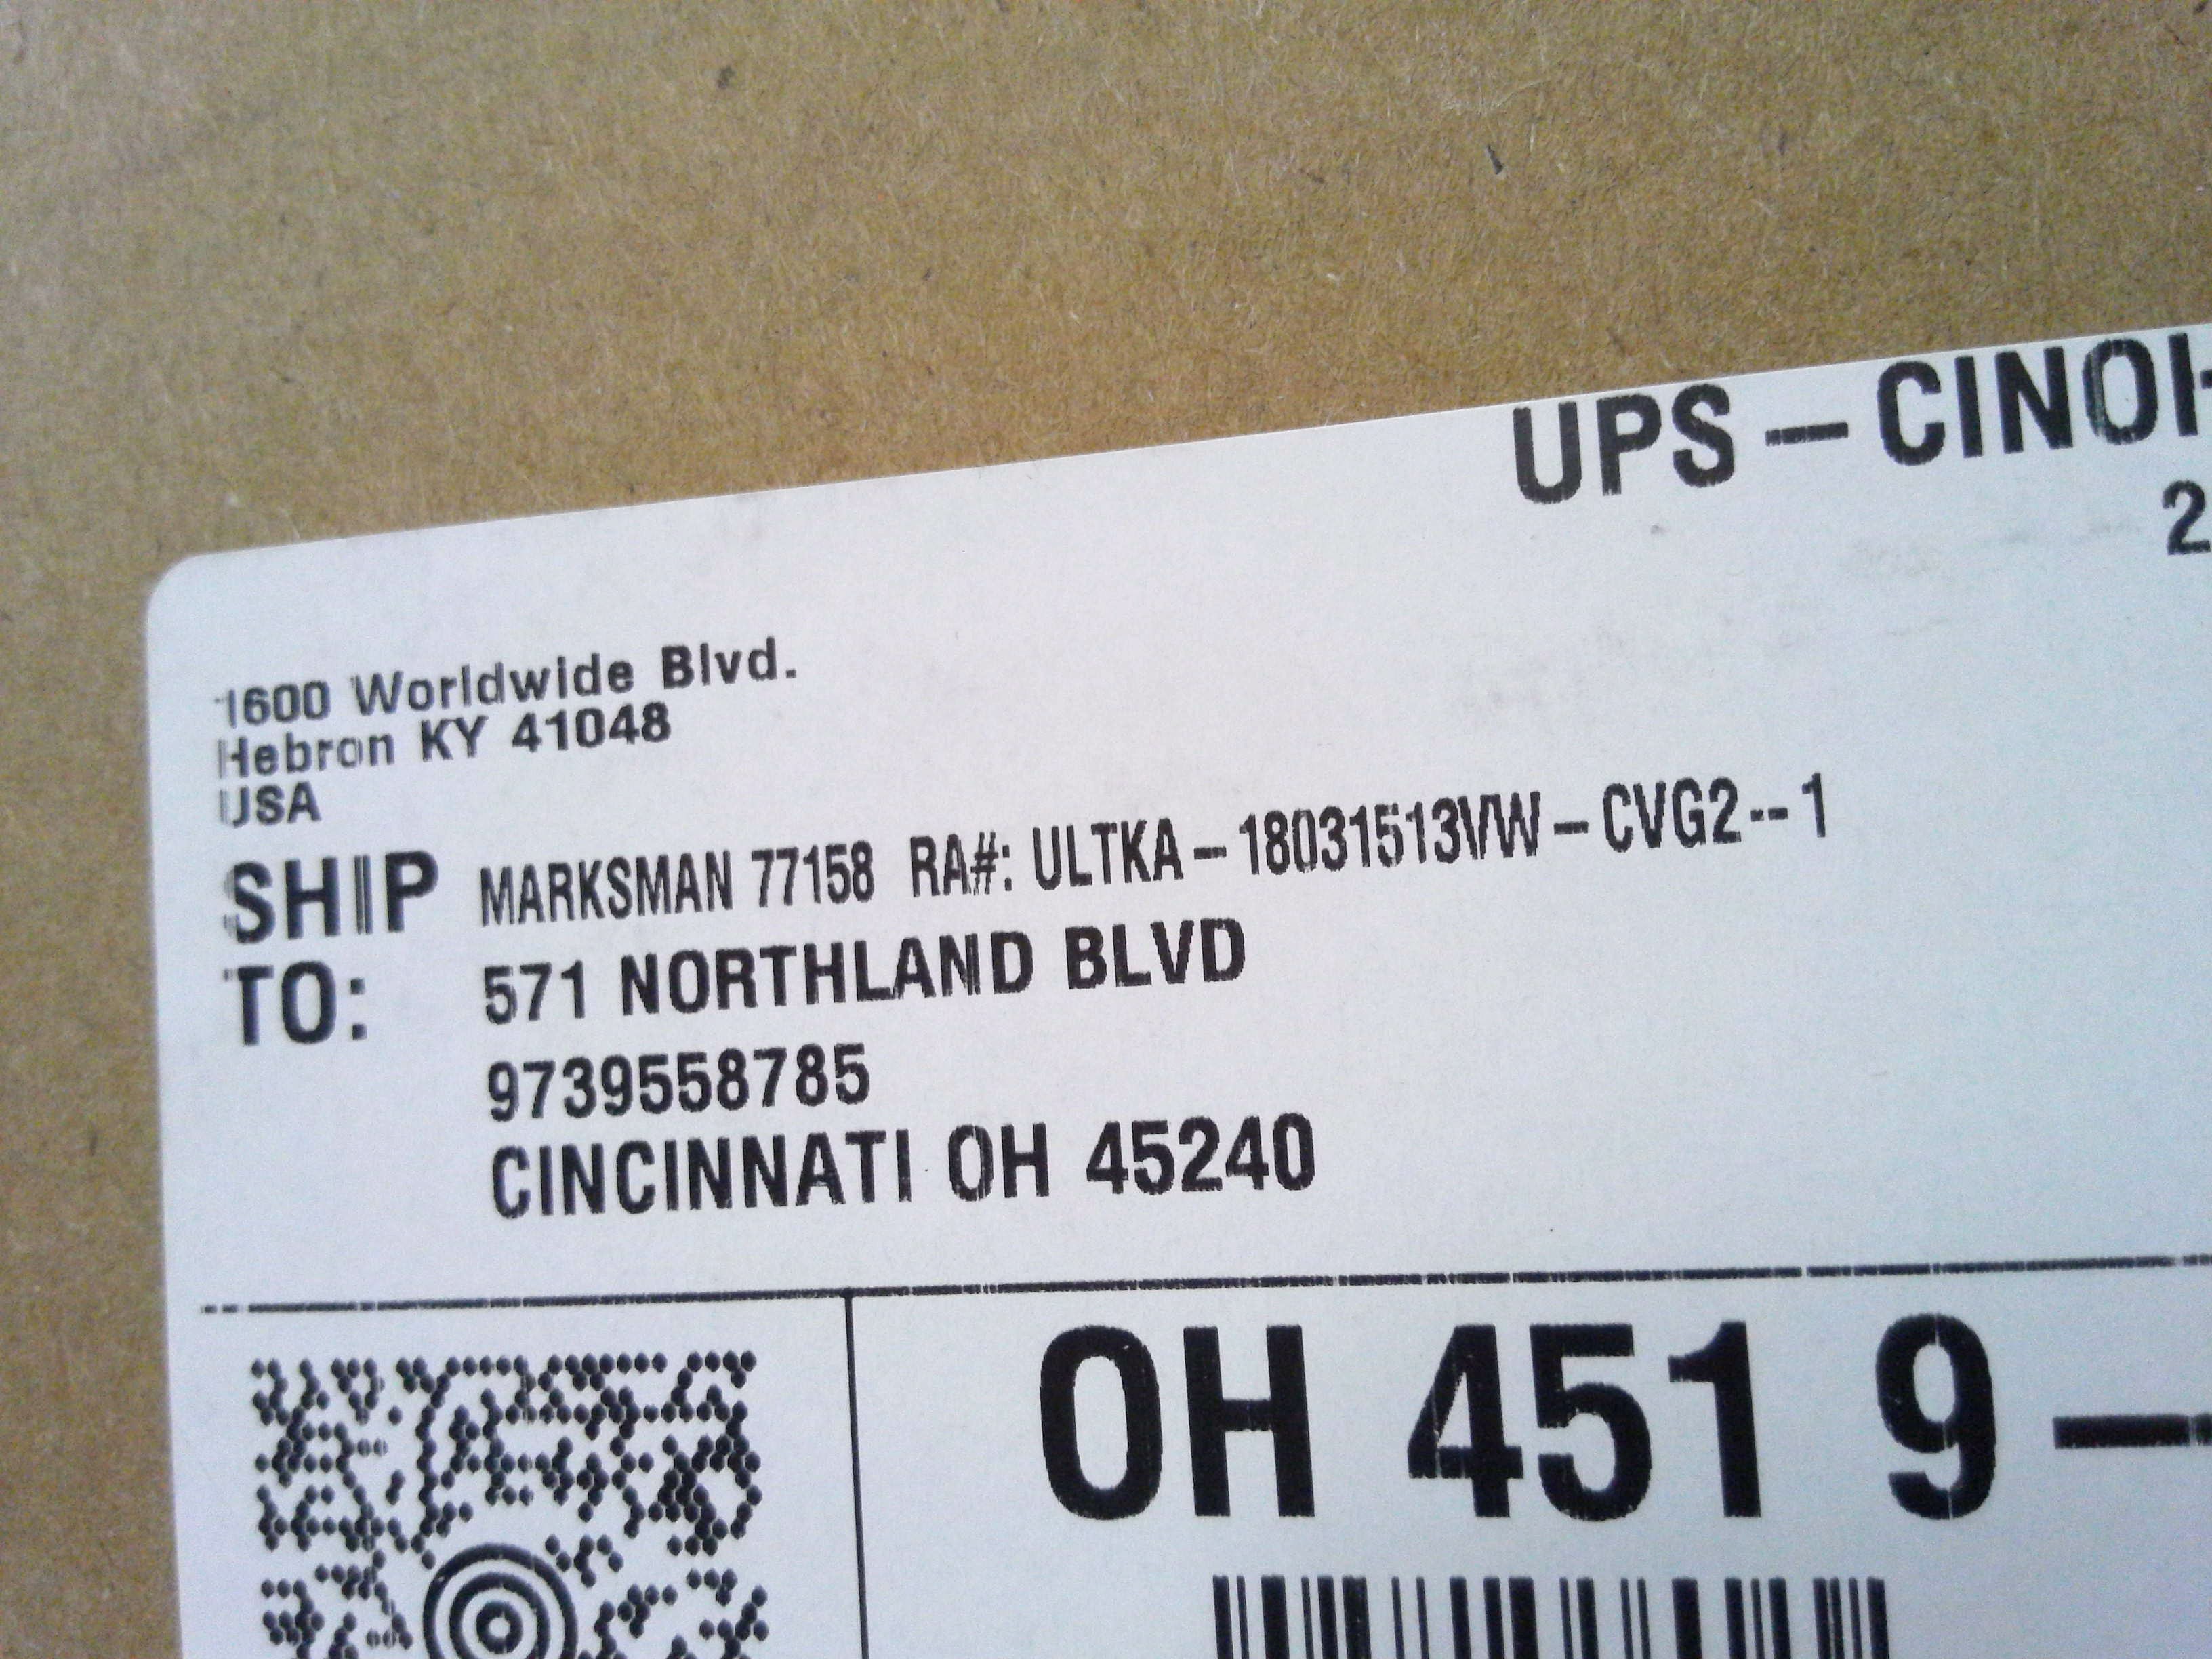 UPS – CINOH
2
1600 Worldwide Blvd.
Hebron KY 41048
USA
SHIP TO:
MARKSMAN 77158 RA#: ULTKA – 18031513VW – CVG2 -- 1
571 NORTHLAND BLVD
9739558785
CINCINNATI OH 45240
OH 451 9 –